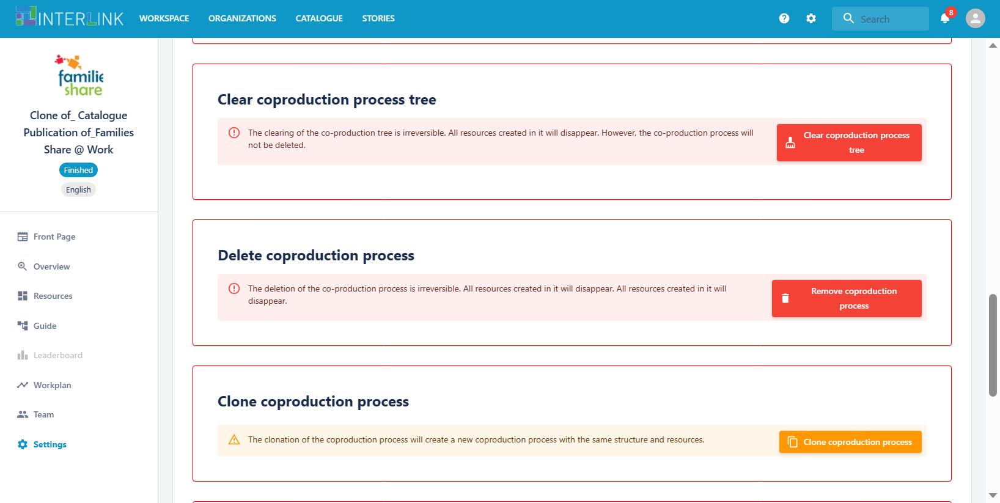 INTERLINK
WORKSPACE
ORGANIZATIONS
CATALOGUE
STORIES
Search
8
familie
share
Clone of_ Catalogue
Publication of_Families
Share @ Work
Finished
English
Front Page
Overview
Resources
Guide
Leaderboard
Workplan
Team
Settings
Clear coproduction process tree
The clearing of the co-production tree is irreversible. All resources created in it will disappear. However, the co-production process will
not be deleted.
Clear coproduction process
tree
Delete coproduction process
The deletion of the co-production process is irreversible. All resources created in it will disappear. All resources created in it will
disappear.
Remove coproduction
process
Clone coproduction process
The clonation of the coproduction process will create a new coproduction process with the same structure and resources.
Clone coproduction process